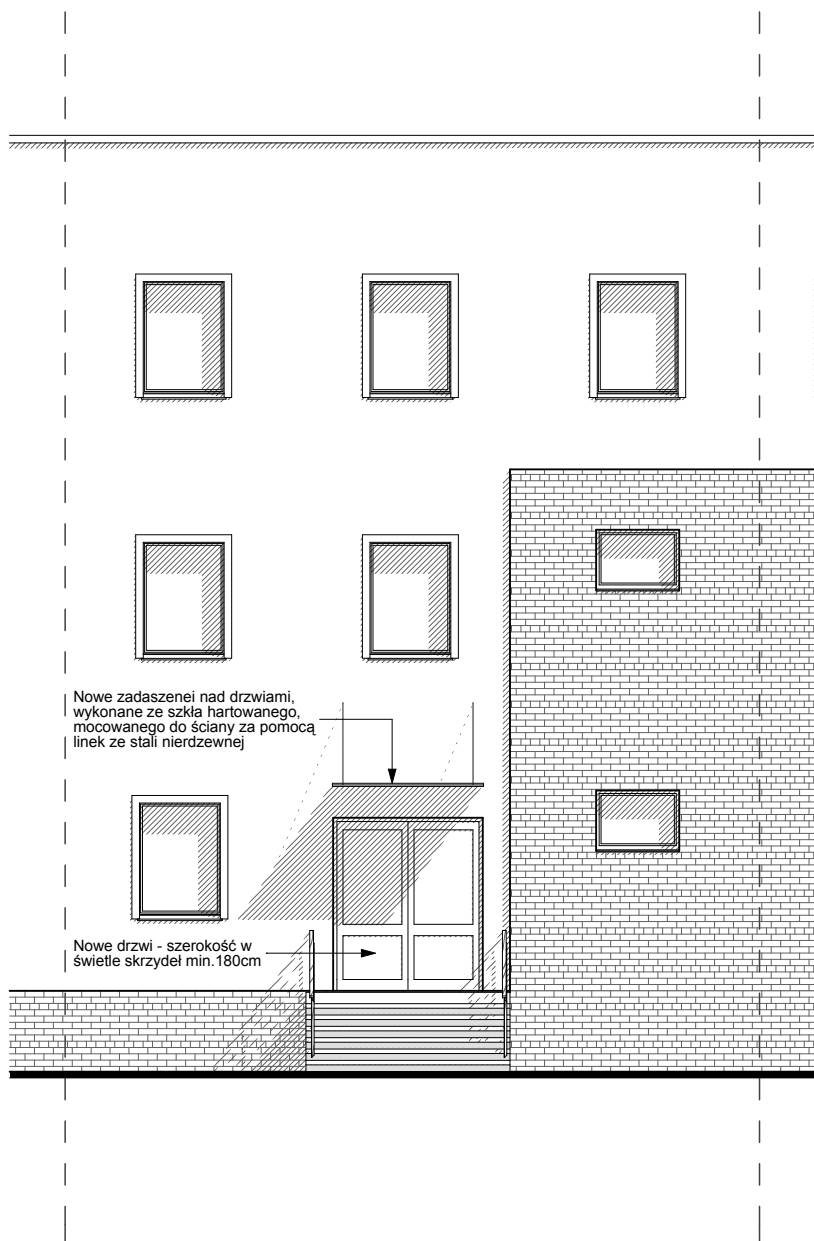 Nowe zadaszenei nad drzwiami,
wykonane ze szkła hartowanego,
mocowanego do ściany za pomocą
linek ze stali nierdzewnej
Nowe drzwi - szerokość w
świetle skrzydeł min.180cm